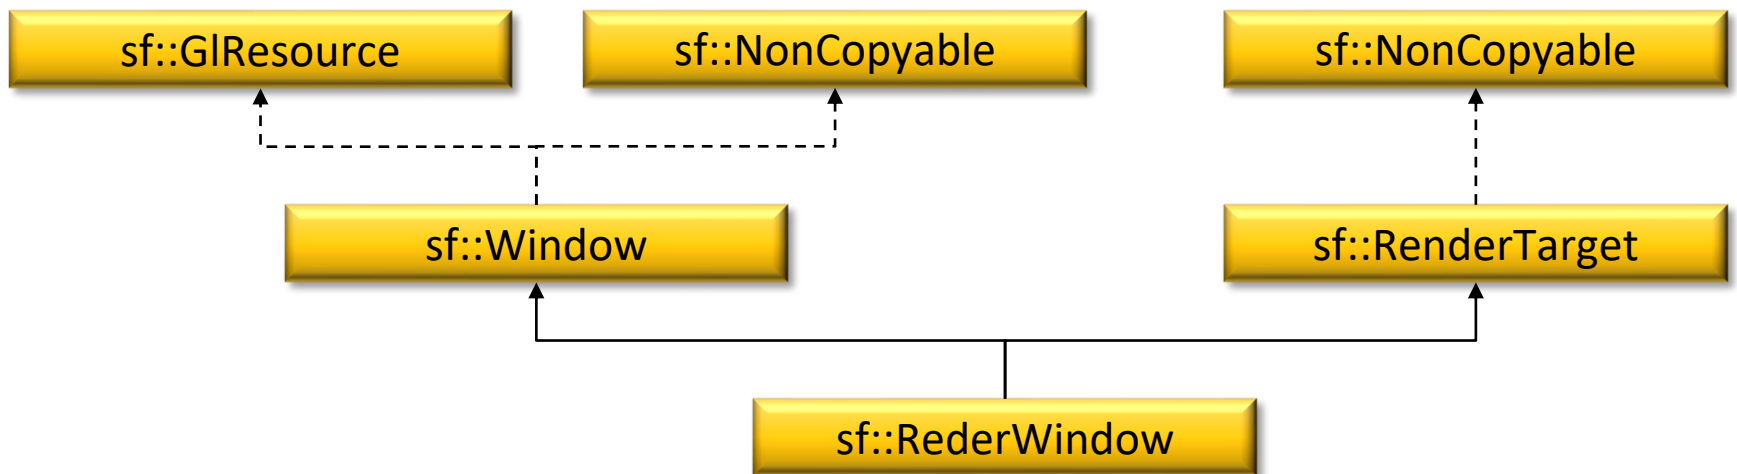 sf::GlResource
sf::NonCopyable
sf::NonCopyable
sf::Window
sf::RenderTarget
sf::RederWindow